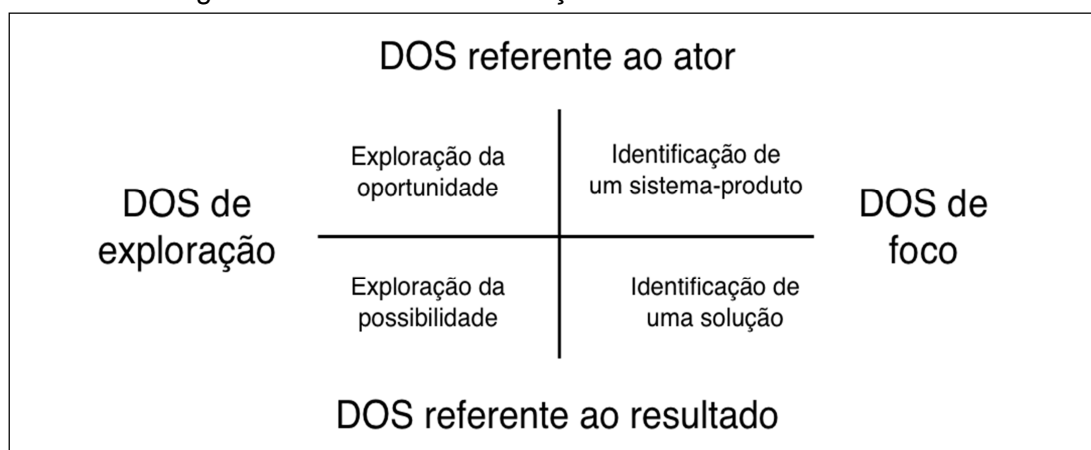 DOS referente ao ator
Exploração da
oportunidade
Identificação de
um sistema-produto
DOS de
exploração
DOS de
foco
Exploração da
possibilidade
Identificação de
uma solução
DOS referente ao resultado